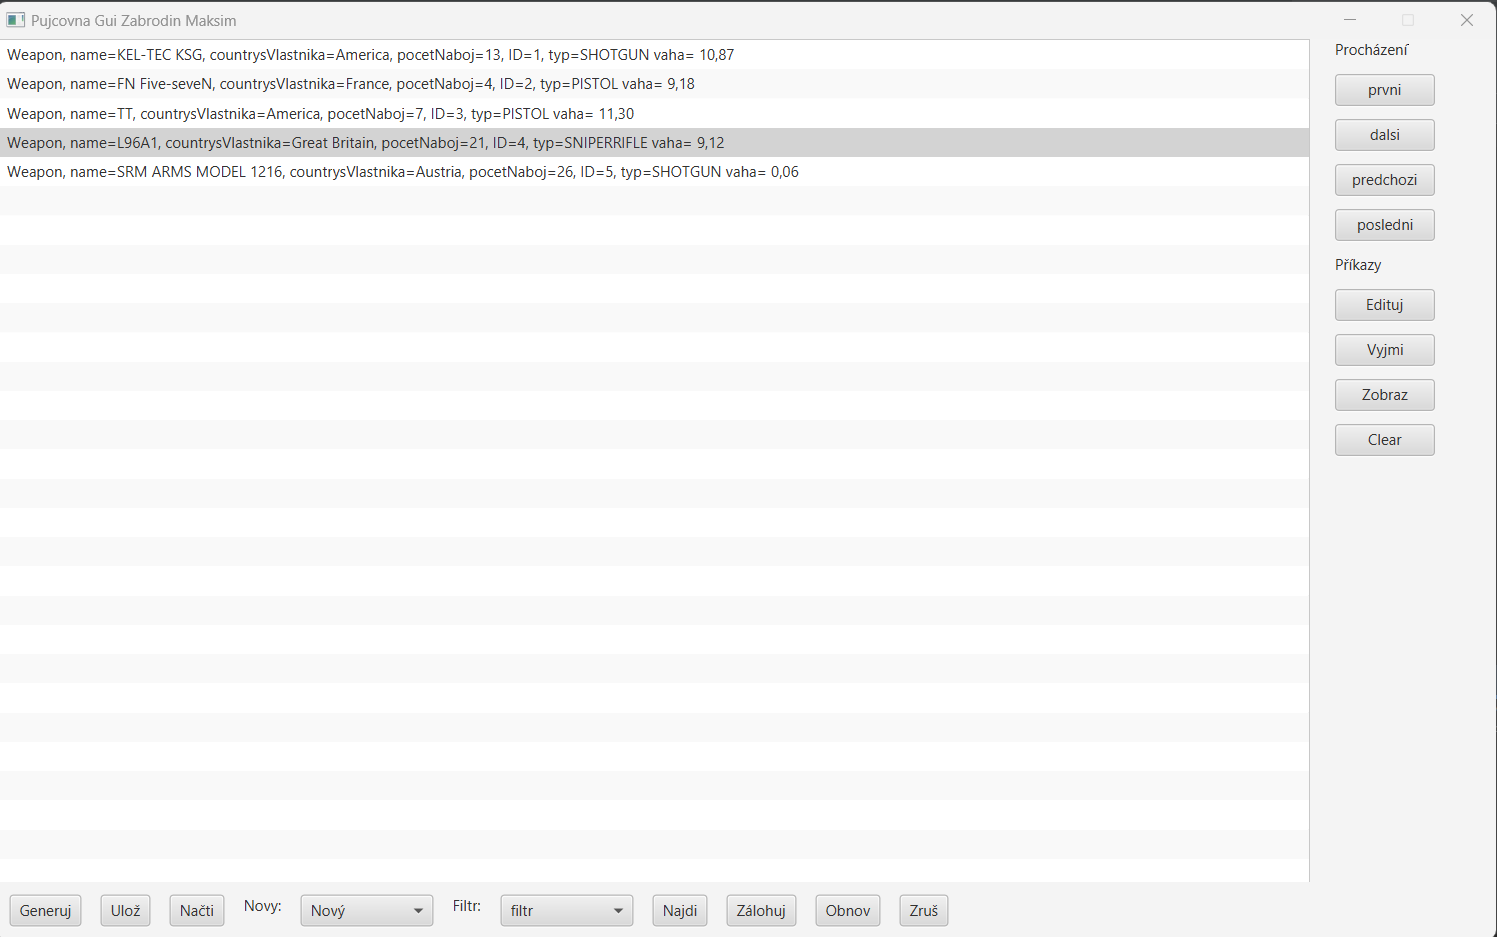 Pujcovna Gui Zabrodin Maksim
Weapon, name=KEL-TEC KSG, countrysVlastnika=America, pocetNaboj=13, ID=1, typ=SHOTGUN vaha= 10,87
Weapon, name=FN Five-seveN, countrysVlastnika=France, pocetNaboj=4, ID=2, typ=PISTOL vaha= 9,18
Weapon, name=TT, countrysVlastnika=America, pocetNaboj=7, ID=3, typ=PISTOL vaha= 11,30
Weapon, name=L96A1, countrysVlastnika=Great Britain, pocetNaboj=21, ID=4, typ=SNIPERRIFLE vaha= 9,12
Weapon, name=SRM ARMS MODEL 1216, countrysVlastnika=Austria, pocetNaboj=26, ID=5, typ=SHOTGUN vaha= 0,06
Procházení
prvni
dalsi
predchozi
posledni
Příkazy
Edituj
Vyjmi
Zobraz
Clear
Generuj Ulož Načti Novy: Nový Filtr: filtr Najdi Zálohuj Obnov Zruš